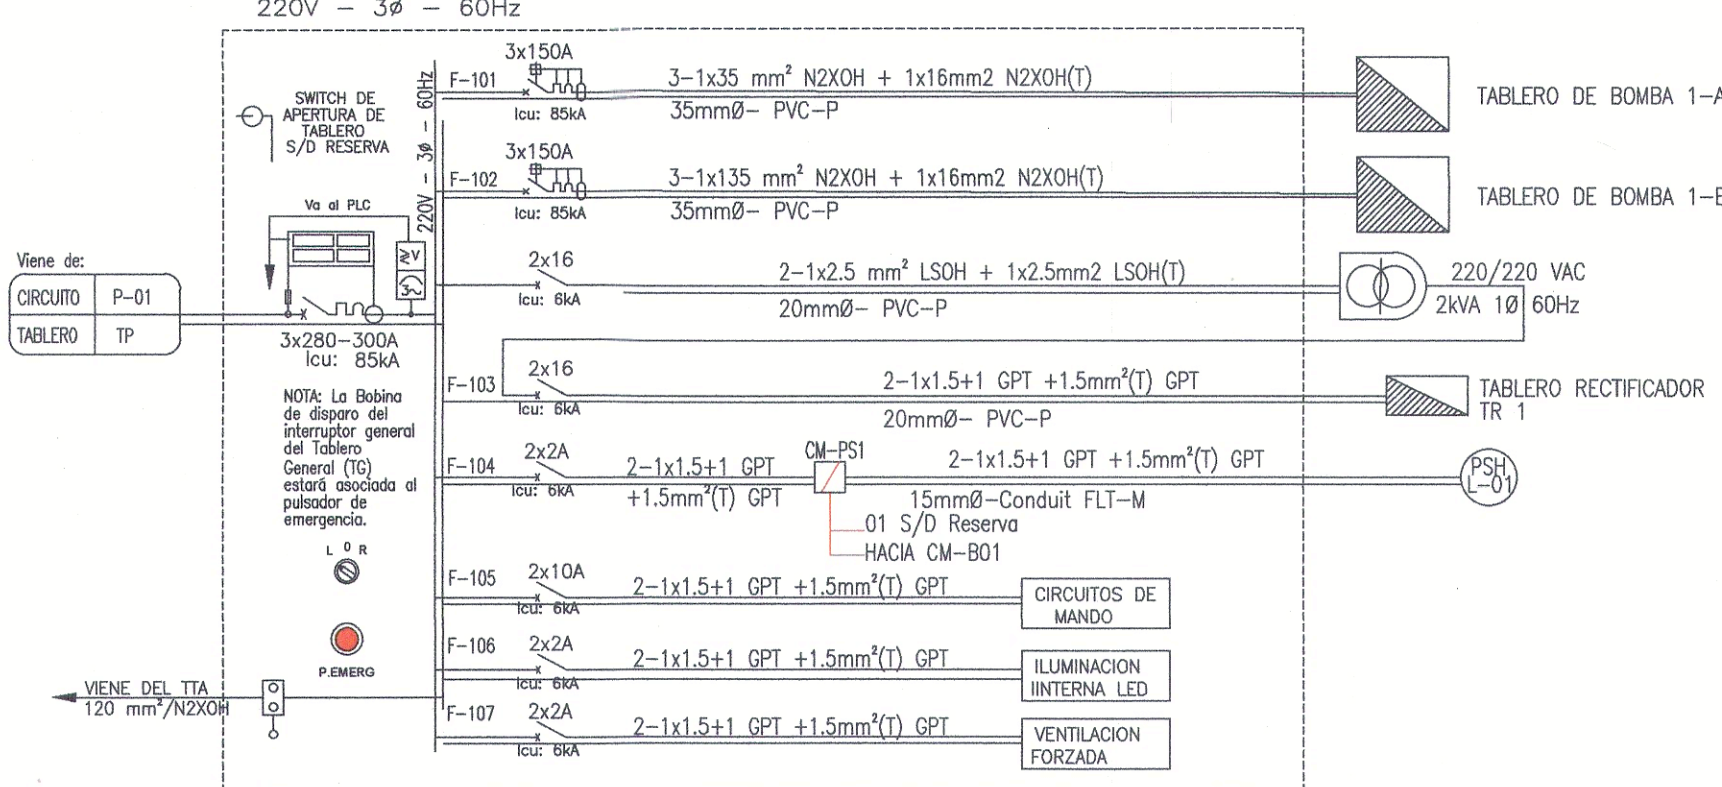 220V - 3Ø - 60Hz
SWITCH DE
APERTURA DE
TABLERO
S/D RESERVA
Va al PLC
Viene de:
CIRCUITO P-01
TABLERO TP
3x280-300A
Icu: 85kA
NOTA: La Bobina
de disparo del
interruptor general
del Tablero
General (TG)
estará asociada al
pulsador de
emergencia.
L O R
P.EMERG
VIENE DEL TTA
120 mm²/N2XOH
220V - 3Ø - 60Hz
F-101
3x150A
Icu: 85kA
3-1x35 mm² N2XOH + 1x16mm2 N2XOH(T)
35mmØ- PVC-P
TABLERO DE BOMBA 1-A
F-102
3x150A
Icu: 85kA
3-1x135 mm² N2XOH + 1x16mm2 N2XOH(T)
35mmØ- PVC-P
TABLERO DE BOMBA 1-B
2x16
Icu: 6kA
2-1x2.5 mm² LSOH + 1x2.5mm2 LSOH(T)
20mmØ- PVC-P
220/220 VAC
2kVA 1Ø 60Hz
F-103
2x16
Icu: 6kA
2-1x1.5+1 GPT +1.5mm²(T) GPT
20mmØ- PVC-P
TABLERO RECTIFICADOR
TR 1
F-104
2x2A
Icu: 6kA
2-1x1.5+1 GPT
+1.5mm²(T) GPT
CM-PS1
2-1x1.5+1 GPT +1.5mm²(T) GPT
15mmØ-Conduit FLT-M
PSH
L-01
01 S/D Reserva
HACIA CM-B01
F-105
2x10A
Icu: 6kA
2-1x1.5+1 GPT +1.5mm²(T) GPT
CIRCUITOS DE
MANDO
F-106
2x2A
Icu: 6kA
2-1x1.5+1 GPT +1.5mm²(T) GPT
ILUMINACION
IINTERNA LED
F-107
2x2A
Icu: 6kA
2-1x1.5+1 GPT +1.5mm²(T) GPT
VENTILACION
FORZADA